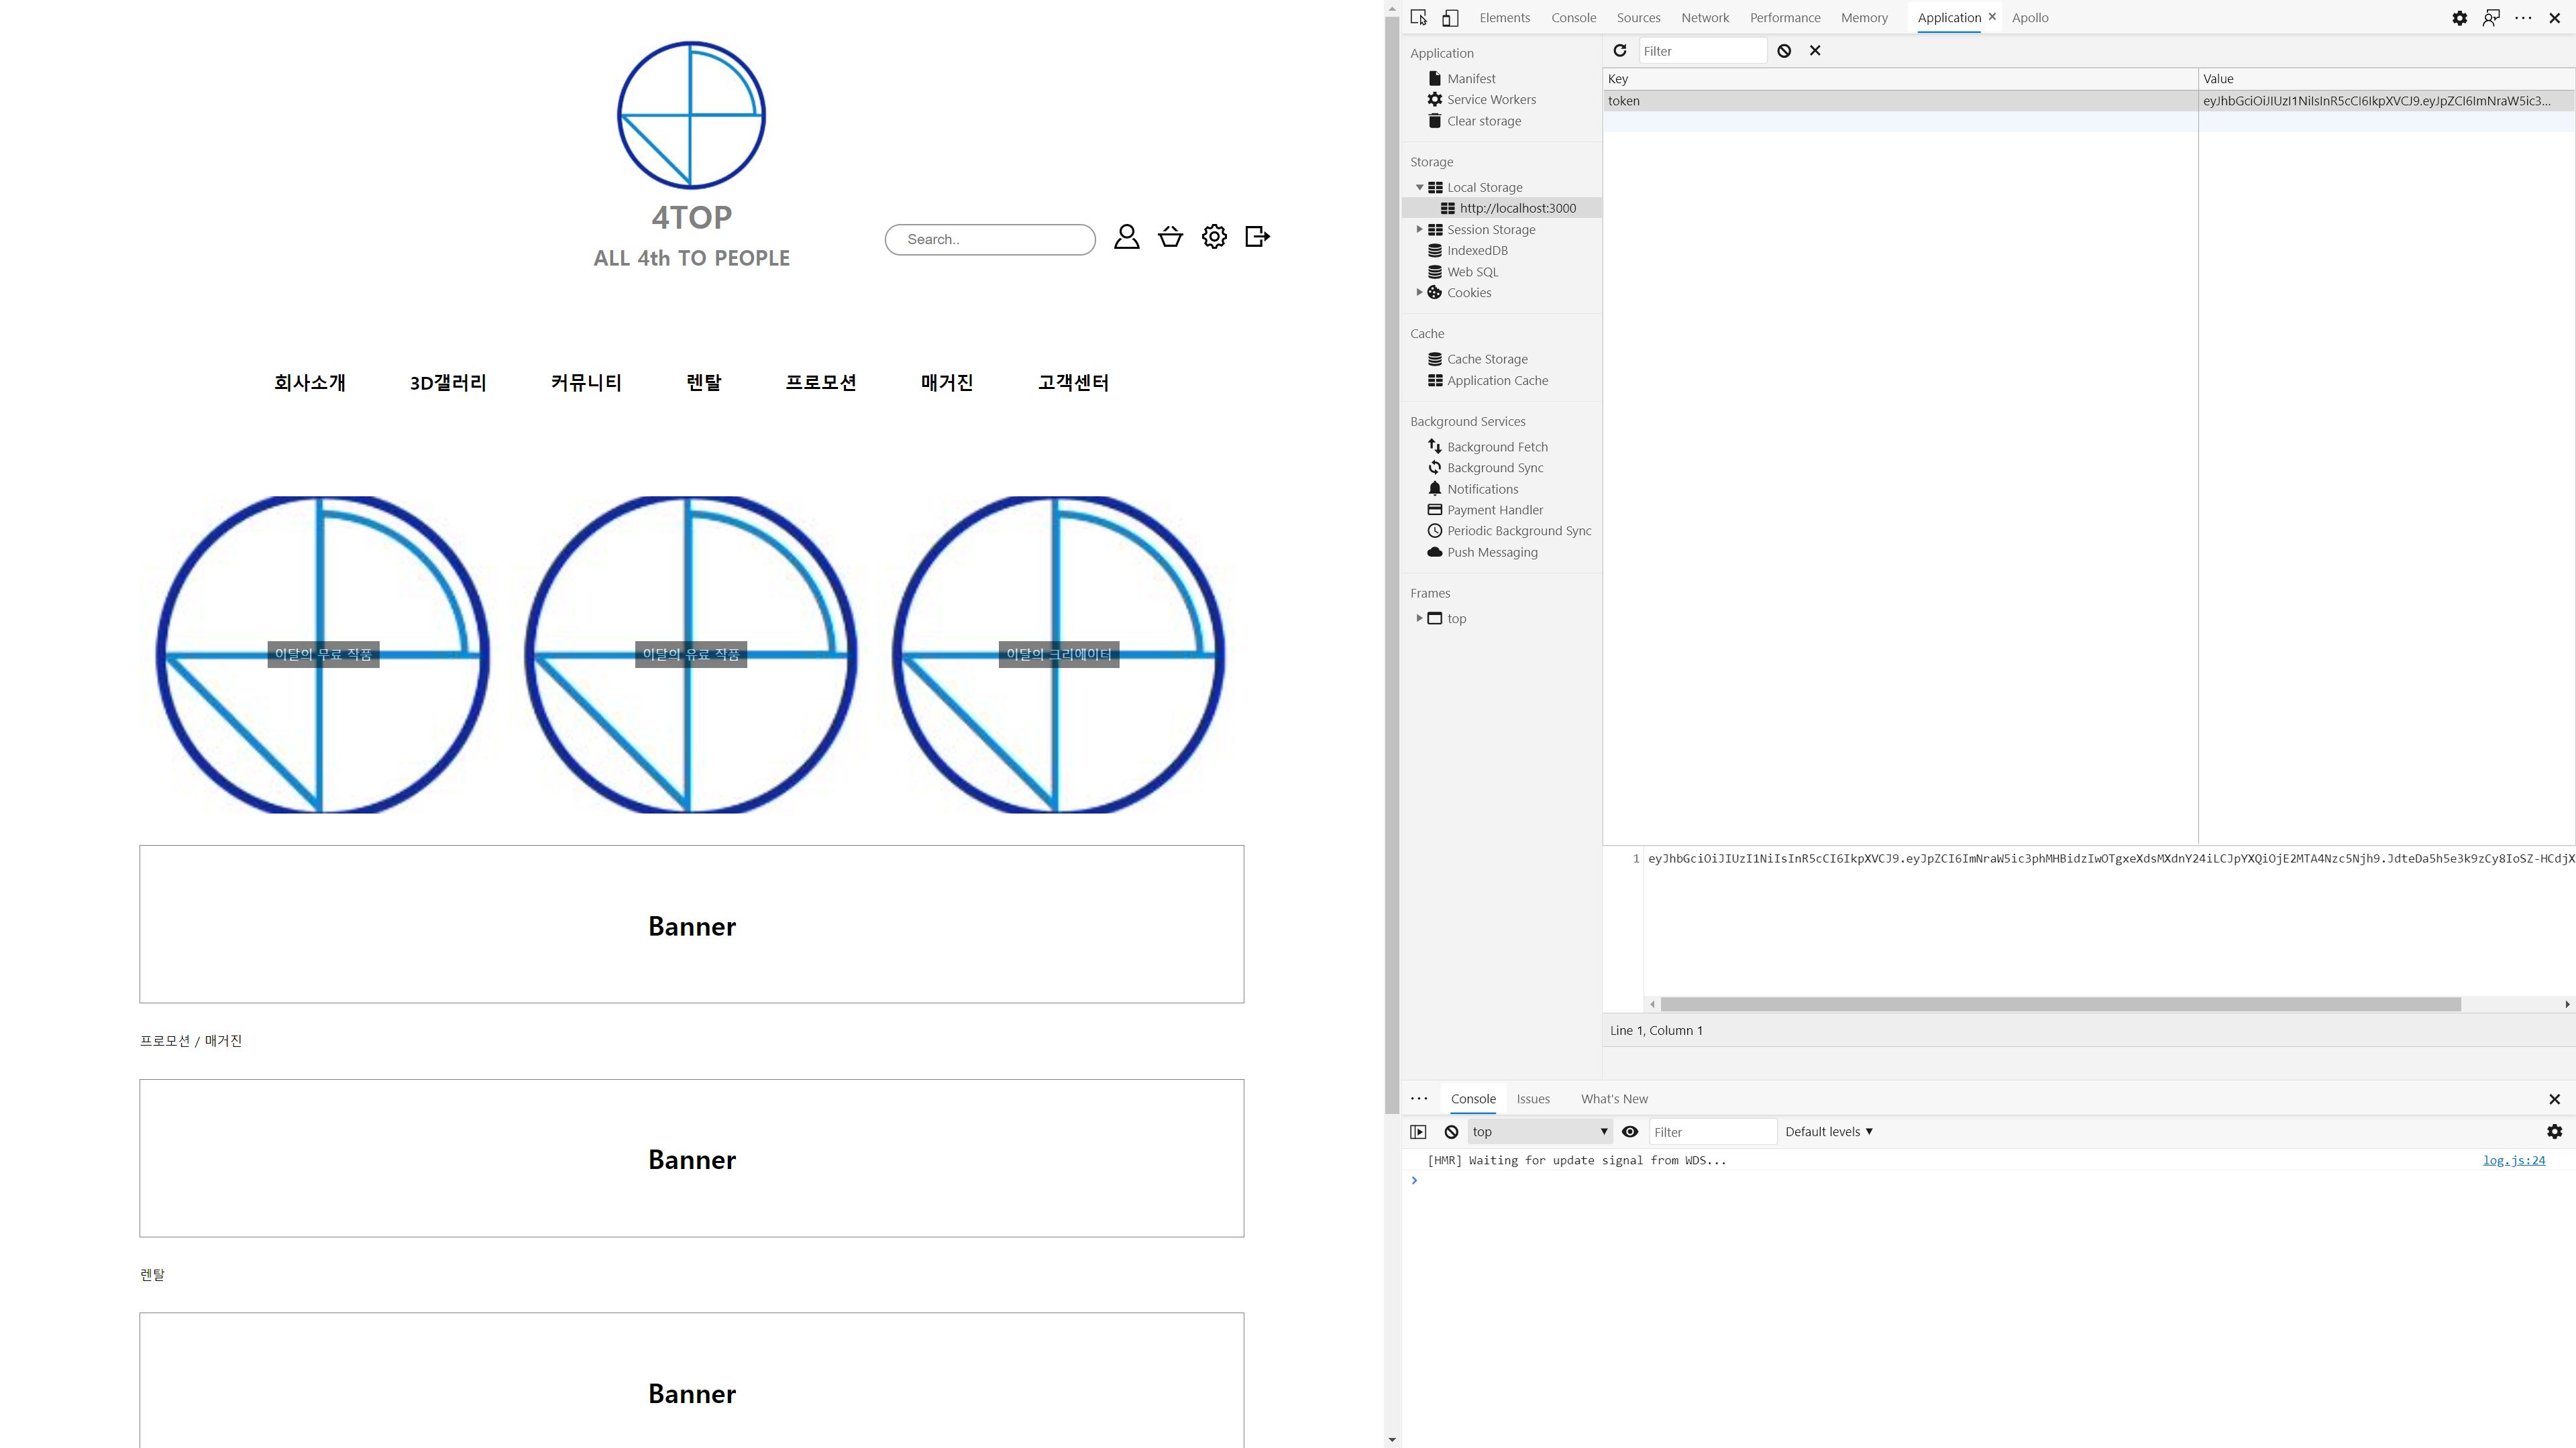 4TOP
ALL 4th TO PEOPLE
Search..
회사소개 3D갤러리 커뮤니티 렌탈 프로모션 매거진 고객센터
이달의 무료 작품 이달의 유료 작품 이달의 크리에이터
Banner
프로모션 / 매거진
Banner
렌탈
Banner
Elements Console Sources Network Performance Memory Application × Apollo
Application
Manifest
Service Workers
Clear storage
Storage
Local Storage
http://localhost:3000
Session Storage
IndexedDB
Web SQL
Cookies
Cache
Cache Storage
Application Cache
Background Services
Background Fetch
Background Sync
Notifications
Payment Handler
Periodic Background Sync
Push Messaging
Frames
top
Filter
Key Value
token eyJhbGciOiJIUzI1NiIsInR5cCI6IkpXVCJ9.eyJpZCI6ImNraW5ic3...
1 eyJhbGciOiJIUzI1NiIsInR5cCI6IkpXVCJ9.eyJpZCI6ImNraW5ic3phMHBidzIwOTgxeXdsMXdnY24iLCJpYXQiOjE2MTA4Nzc5Njh9.JdteDa5h5e3k9zCy8IoSZ-HCdjX
Line 1, Column 1
Console Issues What's New
top Filter Default levels ▼
[HMR] Waiting for update signal from WDS... log.js:24